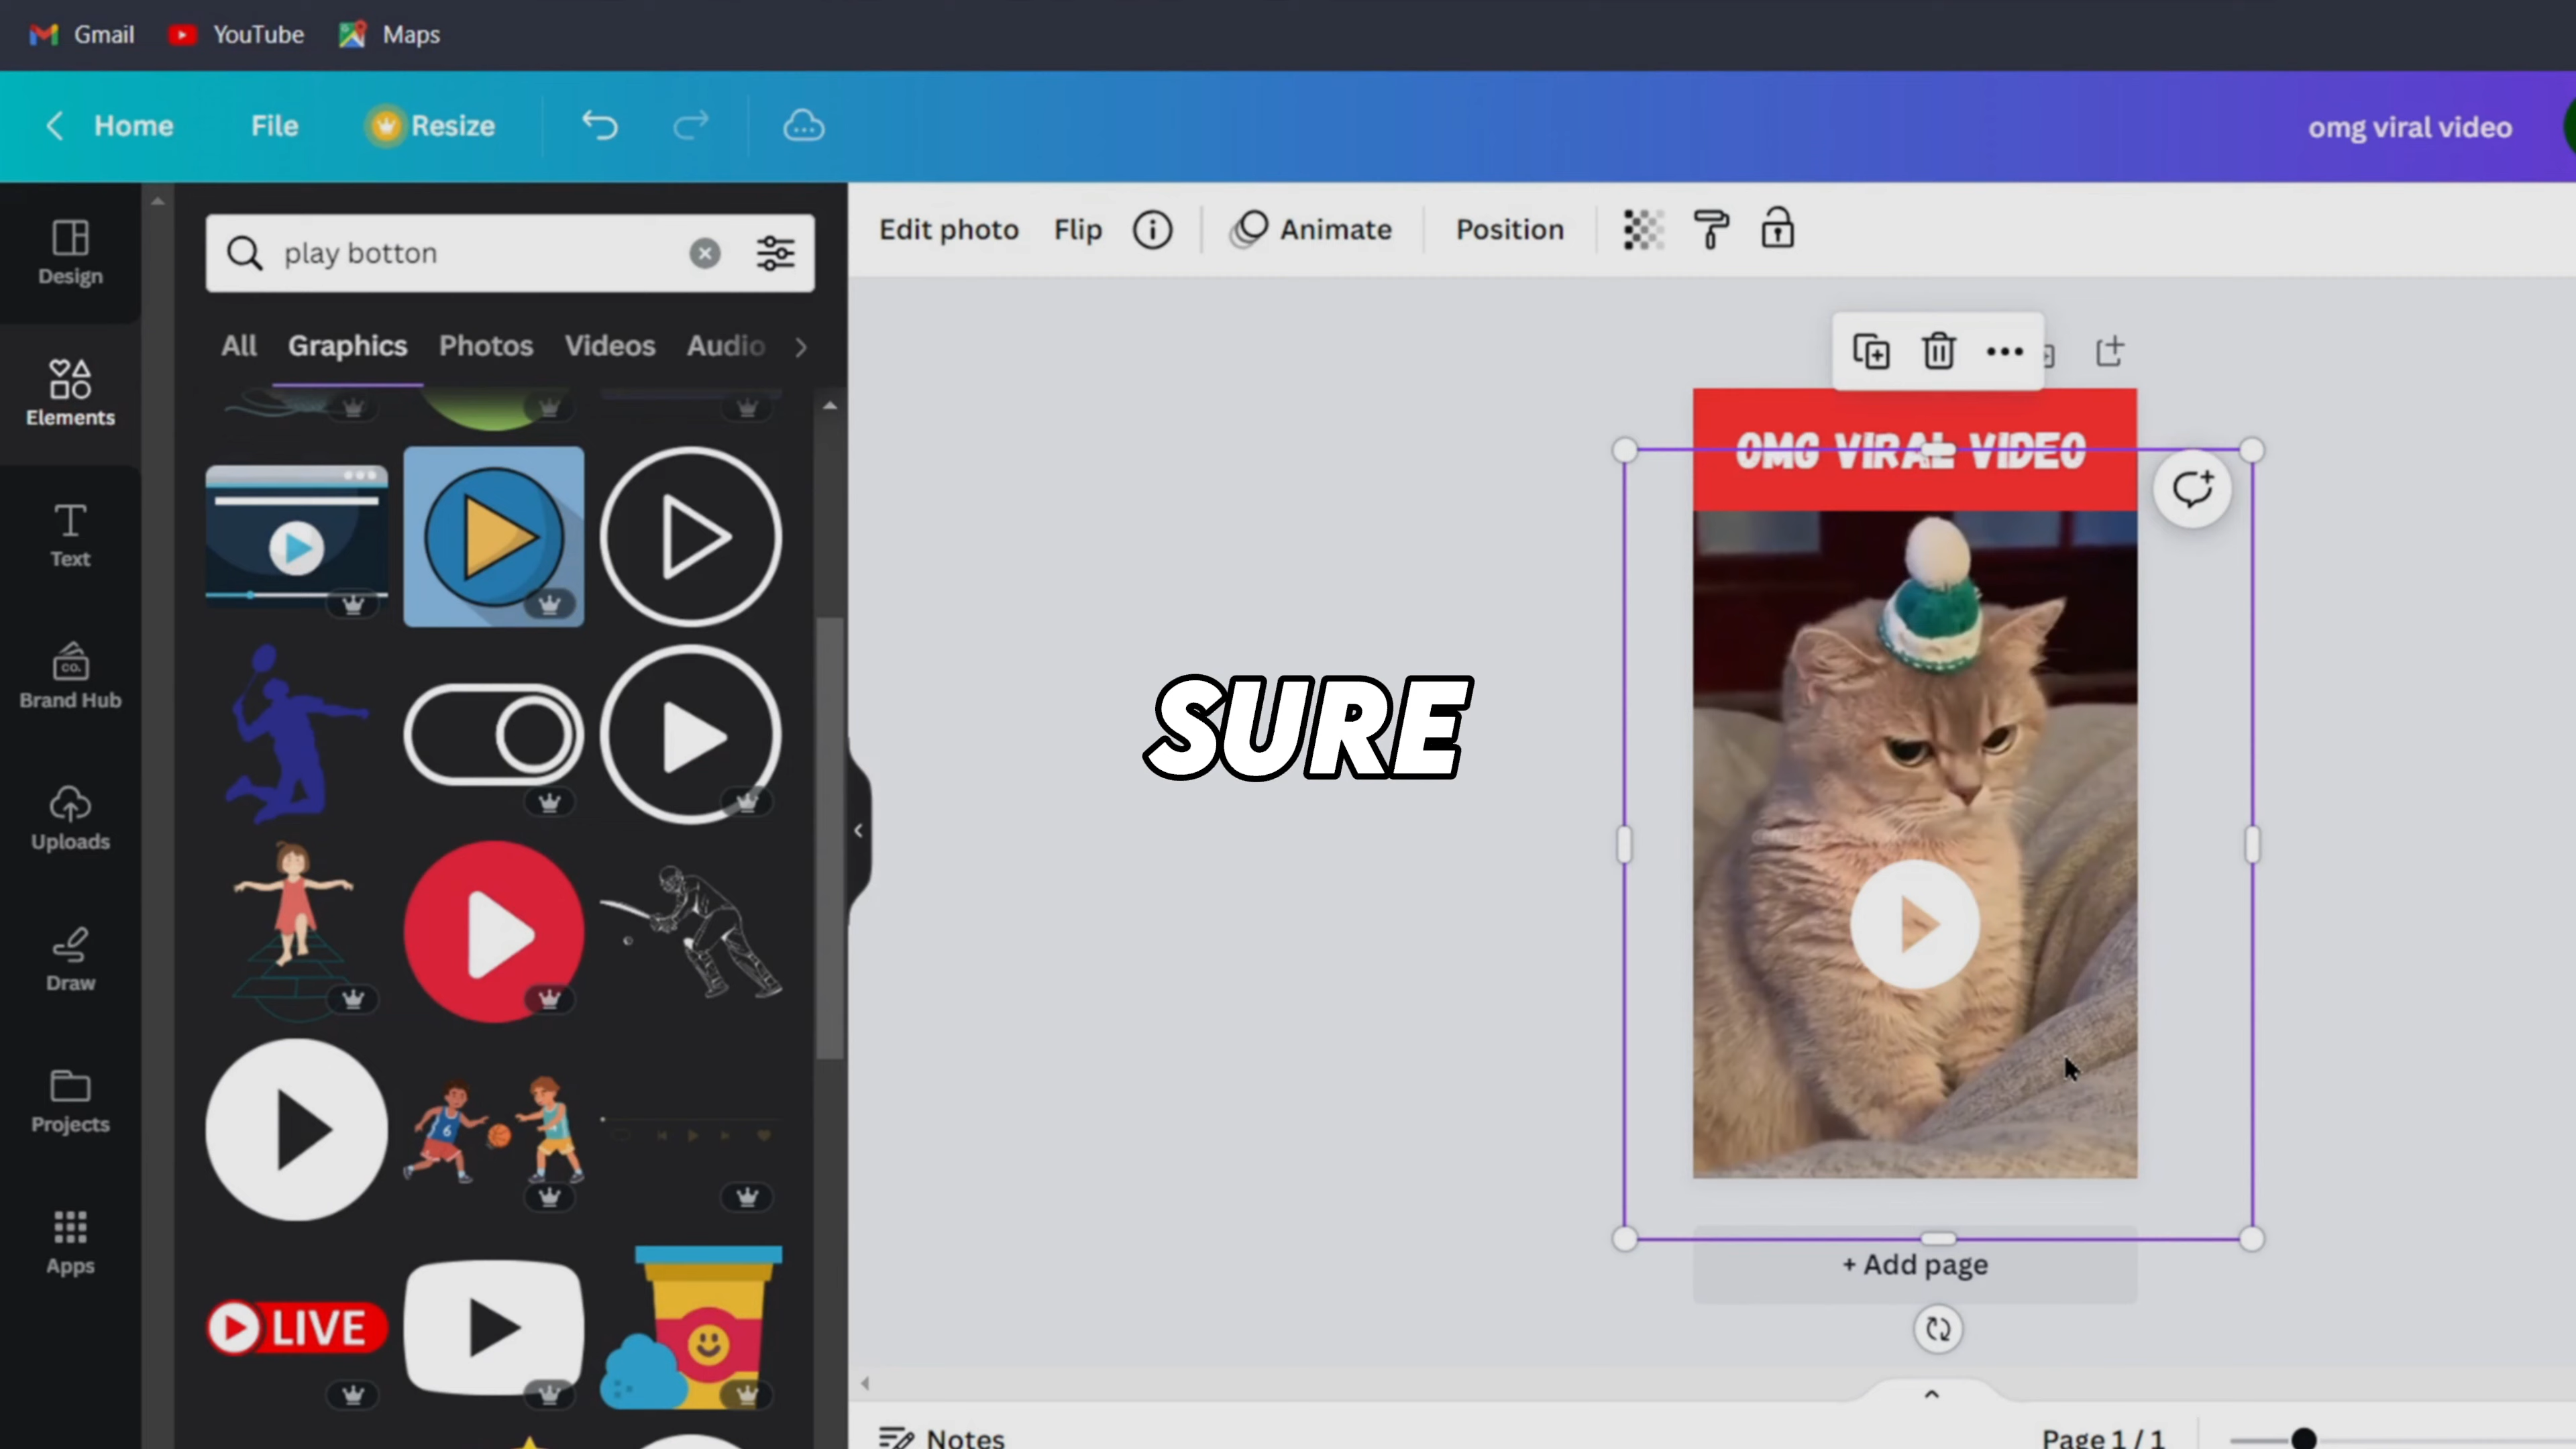 Gmail YouTube Maps
Home File Resize omg viral video
Design
Elements
Text
Brand Hub
Uploads
Draw
Projects
Apps
play botton
All Graphics Photos Videos Audio
CO.
6
LIVE
Edit photo Flip Animate Position
OMG VIRAL VIDEO
SURE
+ Add page
Notes Page 1 / 1